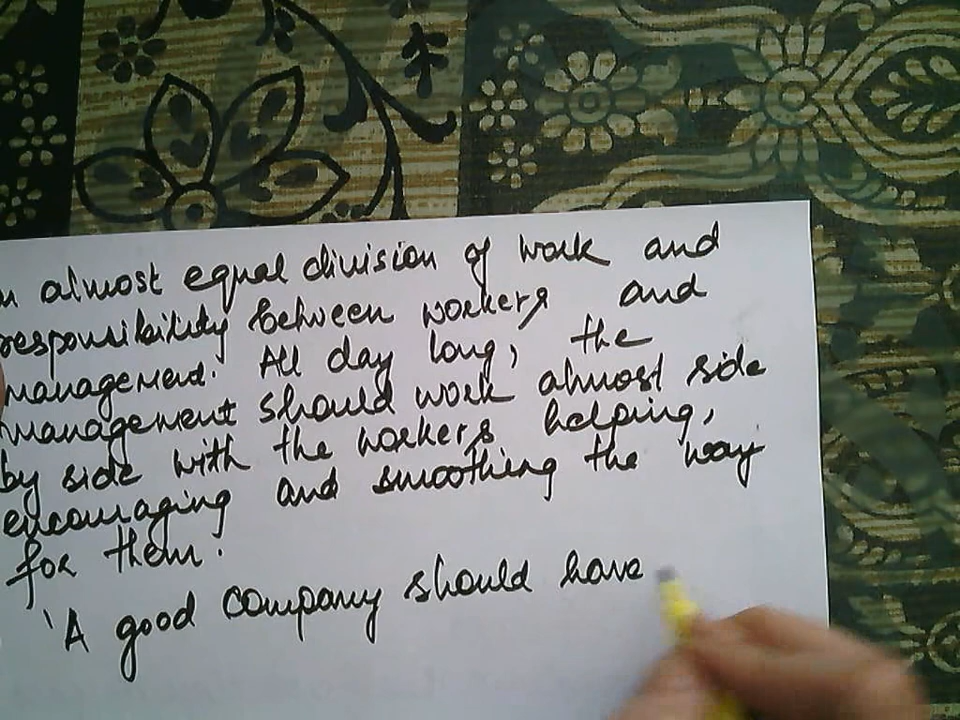 almost equal division of work and
responsibility between workers and
management. All day long, the
management should work almost side
by side with the workers helping,
encouraging and smoothing the way
for them.
'A good company should have